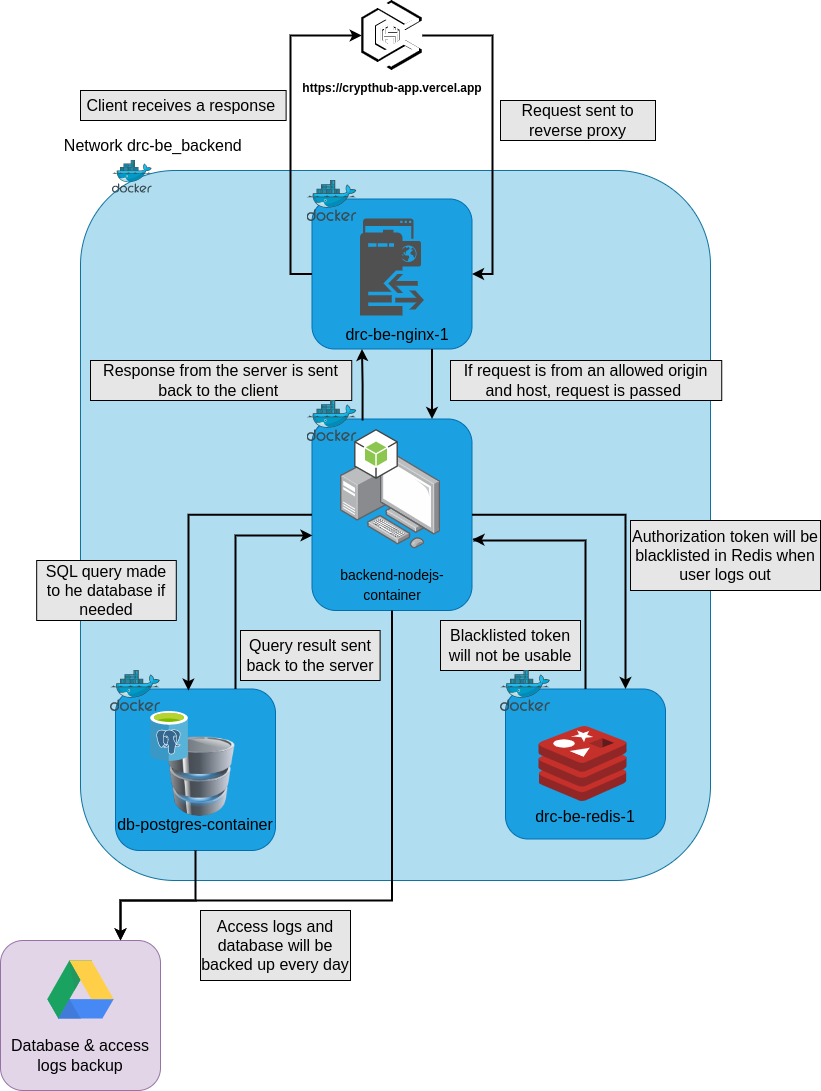 https://crypthub-app.vercel.app
Client receives a response
Request sent to
reverse proxy
Network drc-be_backend
docker
docker
drc-be-nginx-1
Response from the server is sent
back to the client
If request is from an allowed origin
and host, request is passed
docker
backend-nodejs-
container
Authorization token will be
blacklisted in Redis when
user logs out
SQL query made
to he database if
needed
Query result sent
back to the server
Blacklisted token
will not be usable
docker
docker
db-postgres-container
drc-be-redis-1
Access logs and
database will be
backed up every day
Database & access
logs backup